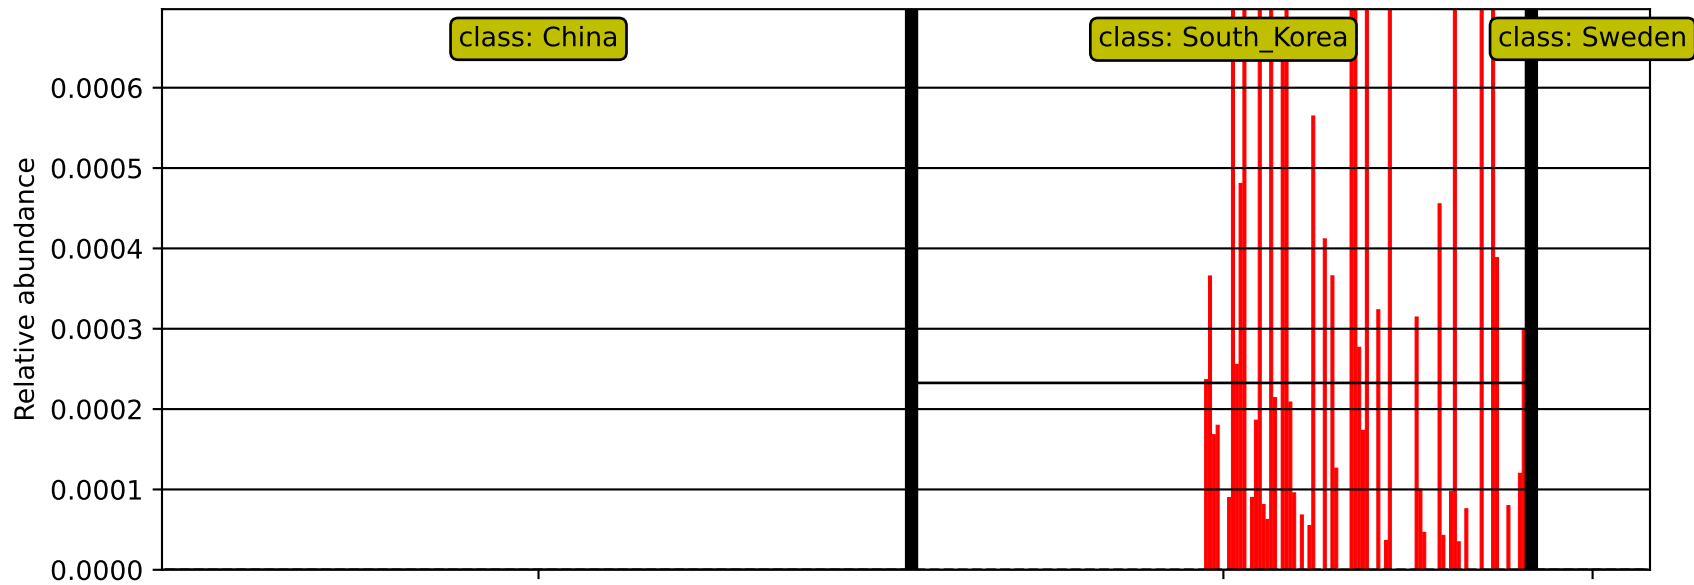 class: China
class: South_Korea
class: Sweden
Relative abundance
0.0006
0.0005
0.0004
0.0003
0.0002
0.0001
0.0000